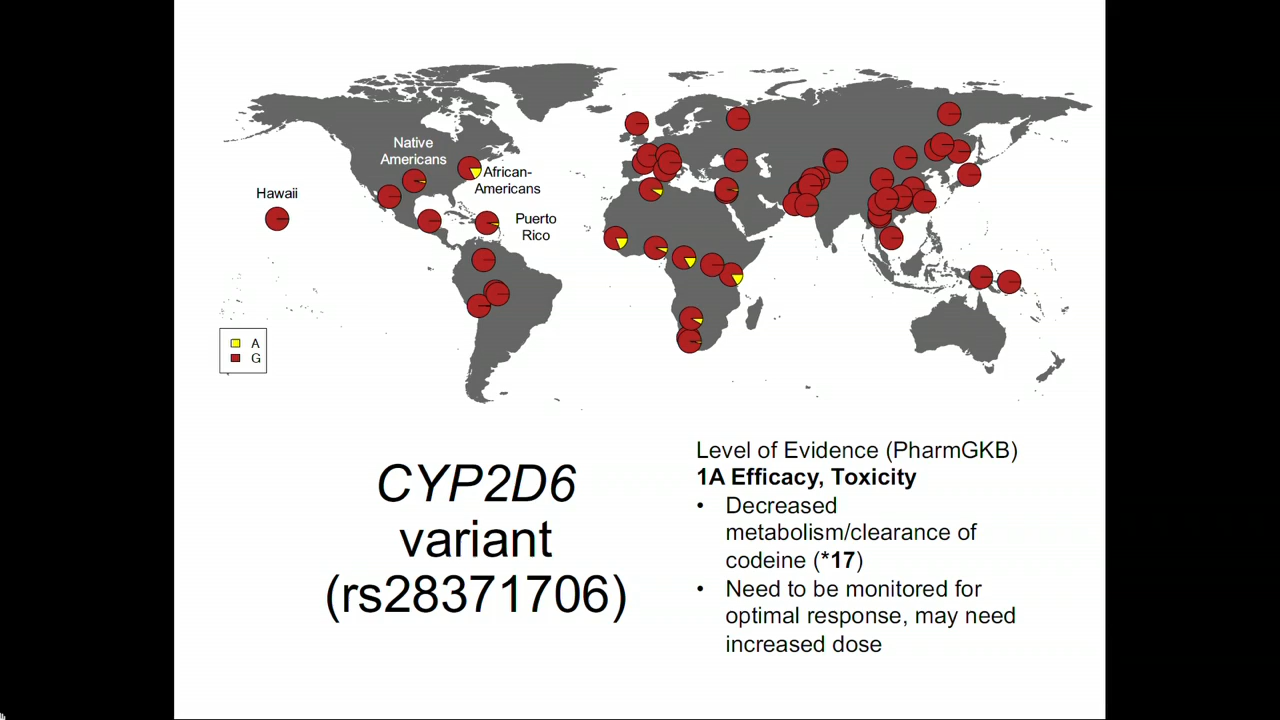 Native
Americans
African-
Americans
Hawaii
Puerto
Rico
A
G
CYP2D6
variant
(rs28371706)
Level of Evidence (PharmGKB)
1A Efficacy, Toxicity
• Decreased
metabolism/clearance of
codeine (*17)
• Need to be monitored for
optimal response, may need
increased dose